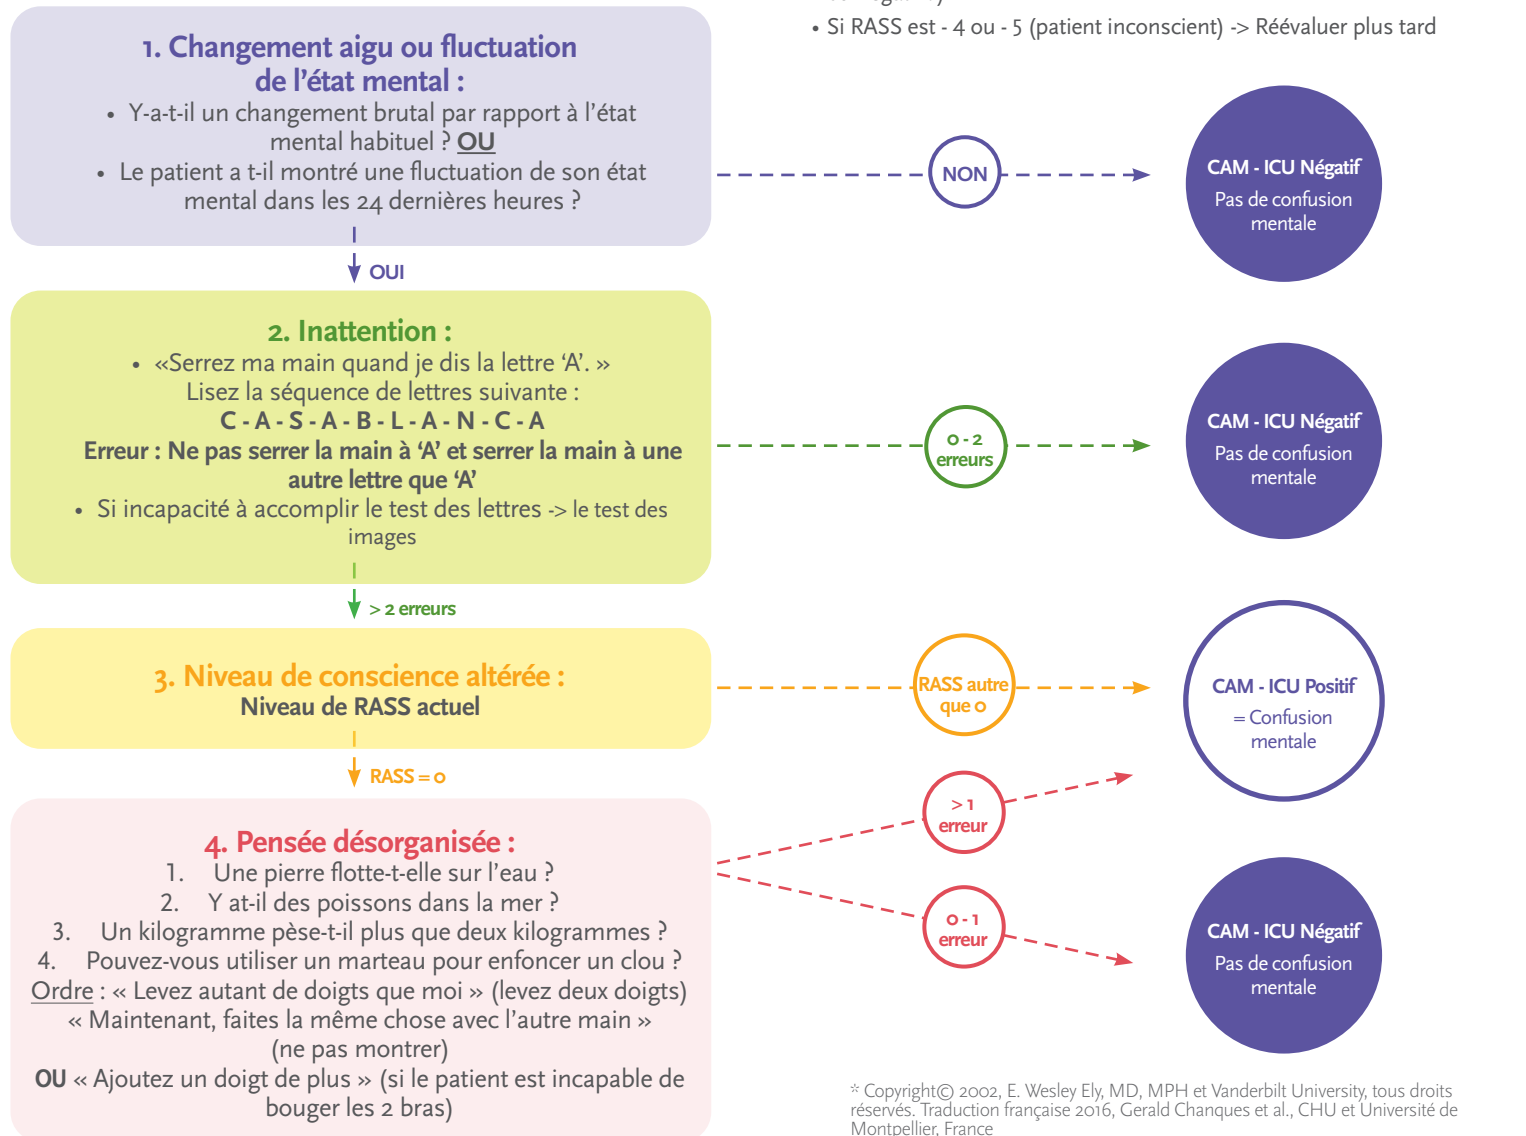 • Si RASS est - 4 ou - 5 (patient inconscient) -> Réévaluer plus tard
1. Changement aigu ou fluctuation
de l'état mental :
• Y-a-t-il un changement brutal par rapport à l'état
mental habituel ? OU
• Le patient a t-il montré une fluctuation de son état
mental dans les 24 dernières heures ?
NON
CAM - ICU Négatif
Pas de confusion
mentale
OUI
2. Inattention :
• «Serrez ma main quand je dis la lettre ‘A’. »
Lisez la séquence de lettres suivante :
C - A - S - A - B - L - A - N - C - A
Erreur : Ne pas serrer la main à ‘A’ et serrer la main à une
autre lettre que ‘A’
• Si incapacité à accomplir le test des lettres -> le test des
images
0 - 2
erreurs
CAM - ICU Négatif
Pas de confusion
mentale
> 2 erreurs
3. Niveau de conscience altérée :
Niveau de RASS actuel
RASS autre
que 0
CAM - ICU Positif
= Confusion
mentale
RASS = 0
4. Pensée désorganisée :
1. Une pierre flotte-t-elle sur l'eau ?
2. Y at-il des poissons dans la mer ?
3. Un kilogramme pèse-t-il plus que deux kilogrammes ?
4. Pouvez-vous utiliser un marteau pour enfoncer un clou ?
Ordre : « Levez autant de doigts que moi » (levez deux doigts)
« Maintenant, faites la même chose avec l'autre main »
(ne pas montrer)
OU « Ajoutez un doigt de plus » (si le patient est incapable de
bouger les 2 bras)
> 1
erreur
0 - 1
erreur
CAM - ICU Négatif
Pas de confusion
mentale
* Copyright© 2002, E. Wesley Ely, MD, MPH et Vanderbilt University, tous droits
réservés. Traduction française 2016, Gerald Chanques et al., CHU et Université de
Montpellier, France